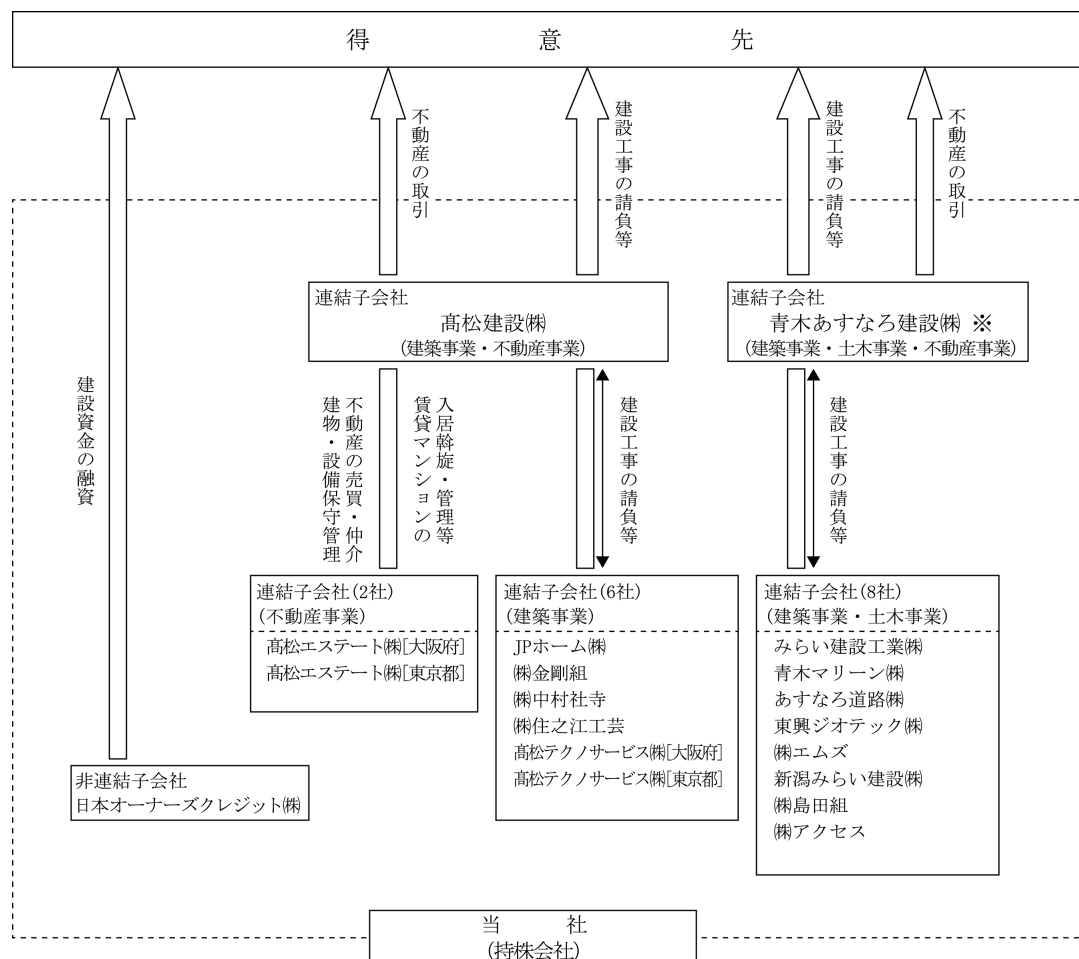 得意先
不動産の取引
建設工事の請負等
建設工事の請負等
不動産の取引
建設資金の融資
連結子会社
髙松建設㈱
(建築事業・不動産事業)
連結子会社
青木あすなろ建設㈱ ※
(建築事業・土木事業・不動産事業)
不動産の売買・仲介
建物・設備保守管理
入居斡旋・管理等
賃貸マンションの
建設工事の請負等
建設工事の請負等
連結子会社(2社)
(不動産事業)
髙松エステート㈱[大阪府]
髙松エステート㈱[東京都]
連結子会社(6社)
(建築事業)
JPホーム㈱
㈱金剛組
㈱中村社寺
㈱住之江工芸
髙松テクノサービス㈱[大阪府]
髙松テクノサービス㈱[東京都]
連結子会社(8社)
(建築事業・土木事業)
みらい建設工業㈱
青木マリーン㈱
あすなろ道路㈱
東興ジオテック㈱
㈱エムズ
新潟みらい建設㈱
㈱島田組
㈱アクセス
非連結子会社
日本オーナーズクレジット㈱
当社
(持株会社)